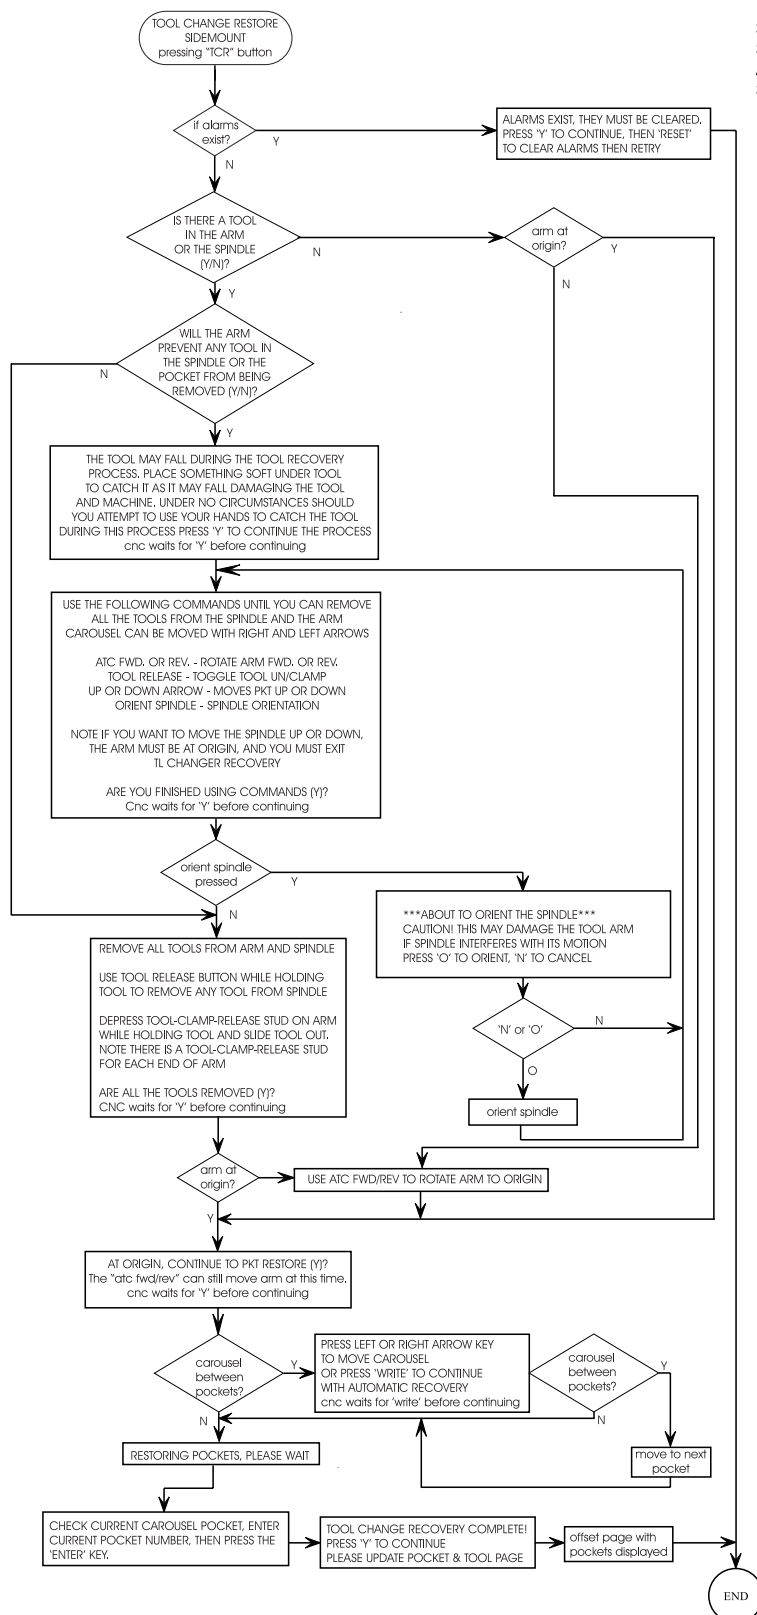 TOOL CHANGE RESTORE
SIDEMOUNT
pressing "TCR" button
if alarms
exist?
Y
N
ALARMS EXIST, THEY MUST BE CLEARED.
PRESS 'Y' TO CONTINUE, THEN 'RESET'
TO CLEAR ALARMS THEN RETRY
IS THERE A TOOL
IN THE ARM
OR THE SPINDLE
(Y/N)?
N
Y
arm at
origin?
Y
N
WILL THE ARM
PREVENT ANY TOOL IN
THE SPINDLE OR THE
POCKET FROM BEING
REMOVED (Y/N)?
N
Y
THE TOOL MAY FALL DURING THE TOOL RECOVERY
PROCESS. PLACE SOMETHING SOFT UNDER TOOL
TO CATCH IT AS IT MAY FALL DAMAGING THE TOOL
AND MACHINE. UNDER NO CIRCUMSTANCES SHOULD
YOU ATTEMPT TO USE YOUR HANDS TO CATCH THE TOOL
DURING THIS PROCESS PRESS 'Y' TO CONTINUE THE PROCESS
cnc waits for 'Y' before continuing
USE THE FOLLOWING COMMANDS UNTIL YOU CAN REMOVE
ALL THE TOOLS FROM THE SPINDLE AND THE ARM
CAROUSEL CAN BE MOVED WITH RIGHT AND LEFT ARROWS
ATC FWD. OR REV. - ROTATE ARM FWD. OR REV.
TOOL RELEASE - TOGGLE TOOL UN/CLAMP
UP OR DOWN ARROW - MOVES PKT UP OR DOWN
ORIENT SPINDLE - SPINDLE ORIENTATION
NOTE IF YOU WANT TO MOVE THE SPINDLE UP OR DOWN,
THE ARM MUST BE AT ORIGIN, AND YOU MUST EXIT
TL CHANGER RECOVERY
ARE YOU FINISHED USING COMMANDS (Y)?
Cnc waits for 'Y' before continuing
orient spindle
pressed
Y
N
***ABOUT TO ORIENT THE SPINDLE***
CAUTION! THIS MAY DAMAGE THE TOOL ARM
IF SPINDLE INTERFERES WITH ITS MOTION
PRESS 'O' TO ORIENT, 'N' TO CANCEL
REMOVE ALL TOOLS FROM ARM AND SPINDLE
USE TOOL RELEASE BUTTON WHILE HOLDING
TOOL TO REMOVE ANY TOOL FROM SPINDLE
DEPRESS TOOL-CLAMP-RELEASE STUD ON ARM
WHILE HOLDING TOOL AND SLIDE TOOL OUT.
NOTE THERE IS A TOOL-CLAMP-RELEASE STUD
FOR EACH END OF ARM
ARE ALL THE TOOLS REMOVED (Y)?
CNC waits for 'Y' before continuing
'N' or 'O'
N
O
orient spindle
arm at
origin?
Y
USE ATC FWD/REV TO ROTATE ARM TO ORIGIN
AT ORIGIN, CONTINUE TO PKT RESTORE (Y)?
The "atc fwd/rev" can still move arm at this time.
cnc waits for 'Y' before continuing
carousel
between
pockets?
Y
N
PRESS LEFT OR RIGHT ARROW KEY
TO MOVE CAROUSEL
OR PRESS 'WRITE' TO CONTINUE
WITH AUTOMATIC RECOVERY
cnc waits for 'write' before continuing
carousel
between
pockets?
Y
N
move to next
pocket
RESTORING POCKETS, PLEASE WAIT
CHECK CURRENT CAROUSEL POCKET, ENTER
CURRENT POCKET NUMBER, THEN PRESS THE
'ENTER' KEY.
TOOL CHANGE RECOVERY COMPLETE!
PRESS 'Y' TO CONTINUE
PLEASE UPDATE POCKET & TOOL PAGE
offset page with
pockets displayed
END